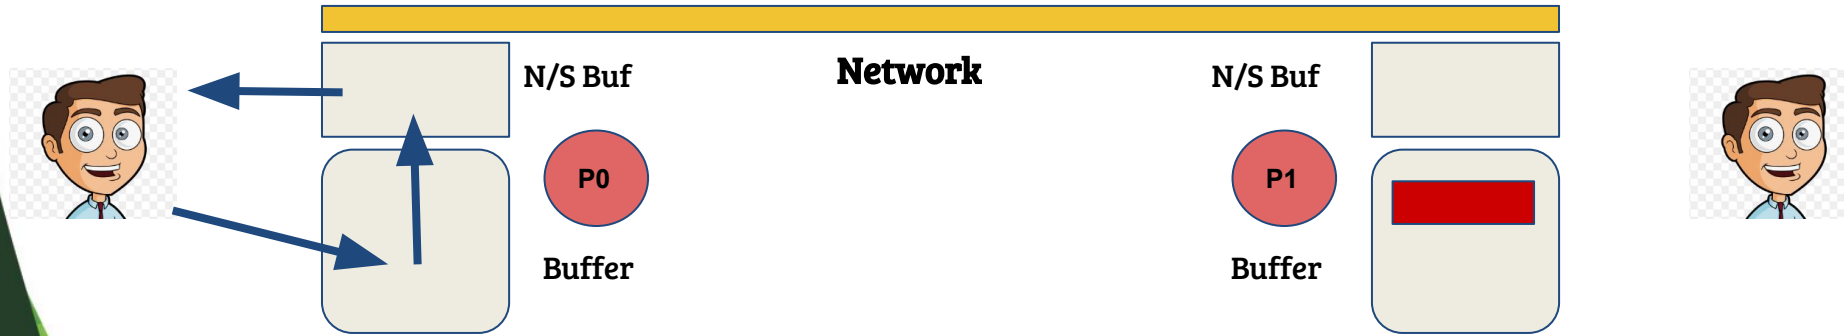 N/S Buf
Network
N/S Buf
P0
P1
Buffer
Buffer